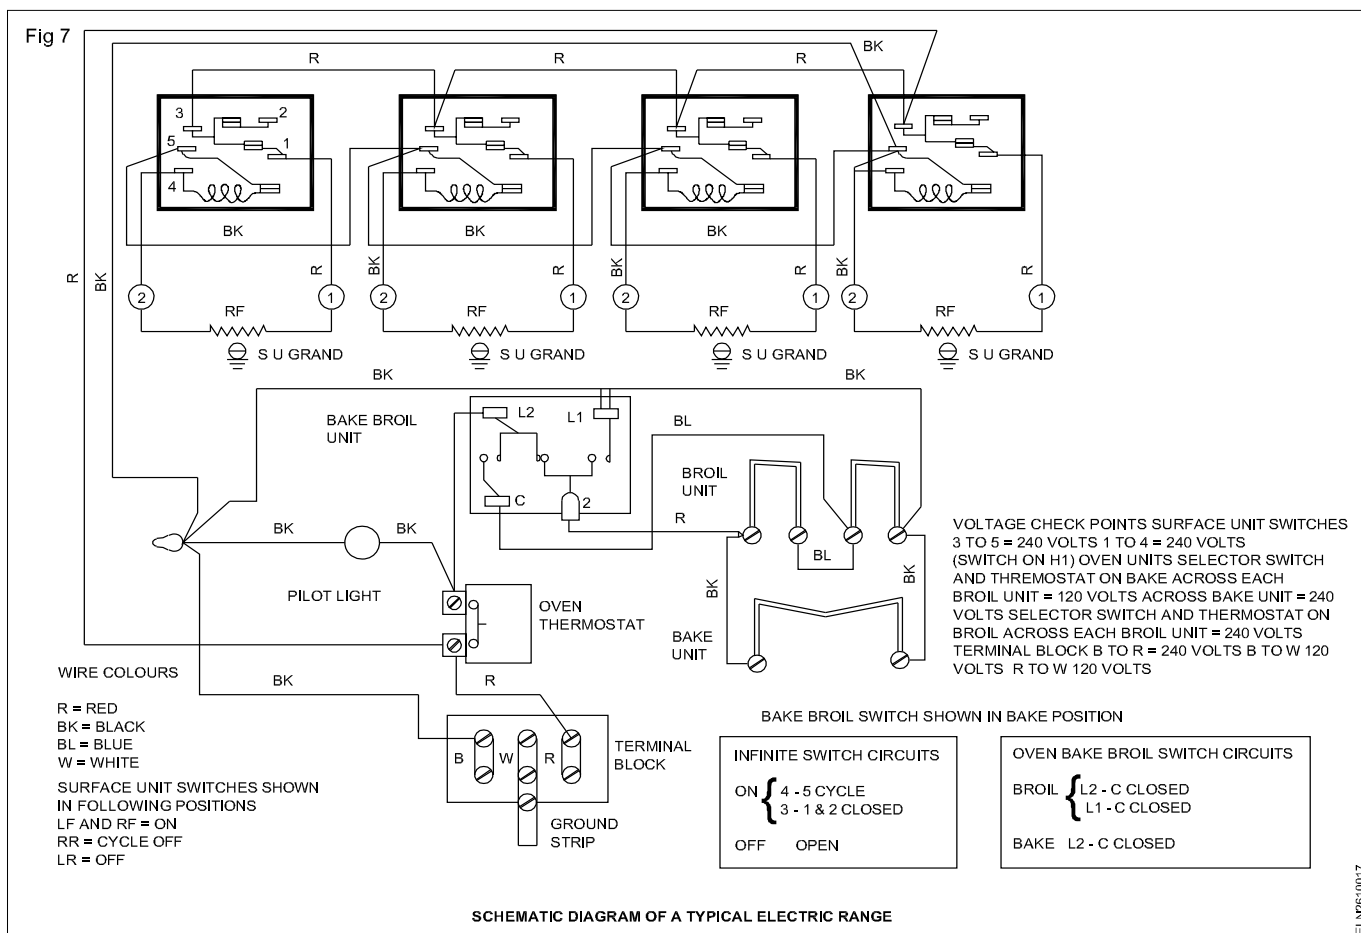 Fig 7
BK
R
R
R
3
2
5
1
4
BK
BK
BK
R
BK
R
BK
R
BK
R
BK
R
2
1
2
1
2
1
2
1
RF
RF
RF
RF
S U GRAND
S U GRAND
S U GRAND
S U GRAND
BK
BK
BAKE BROIL
UNIT
L2
L1
BL
BROIL
UNIT
C
2
R
BK
BK
BL
BK
BK
PILOT LIGHT
OVEN
THERMOSTAT
BAKE
UNIT
VOLTAGE CHECK POINTS SURFACE UNIT SWITCHES
3 TO 5 = 240 VOLTS 1 TO 4 = 240 VOLTS
(SWITCH ON H1) OVEN UNITS SELECTOR SWITCH
AND THREMOSTAT ON BAKE ACROSS EACH
BROIL UNIT = 120 VOLTS ACROSS BAKE UNIT = 240
VOLTS SELECTOR SWITCH AND THERMOSTAT ON
BROIL ACROSS EACH BROIL UNIT = 240 VOLTS
TERMINAL BLOCK B TO R = 240 VOLTS B TO W 120
VOLTS R TO W 120 VOLTS
WIRE COLOURS
R = RED
BK = BLACK
BL = BLUE
W = WHITE
SURFACE UNIT SWITCHES SHOWN
IN FOLLOWING POSITIONS
LF AND RF = ON
RR = CYCLE OFF
LR = OFF
BK
R
B
W
R
TERMINAL
BLOCK
GROUND
STRIP
BAKE BROIL SWITCH SHOWN IN BAKE POSITION
INFINITE SWITCH CIRCUITS
ON { 4 - 5 CYCLE
3 - 1 & 2 CLOSED
OFF OPEN
OVEN BAKE BROIL SWITCH CIRCUITS
BROIL { L2 - C CLOSED
L1 - C CLOSED
BAKE L2 - C CLOSED
SCHEMATIC DIAGRAM OF A TYPICAL ELECTRIC RANGE